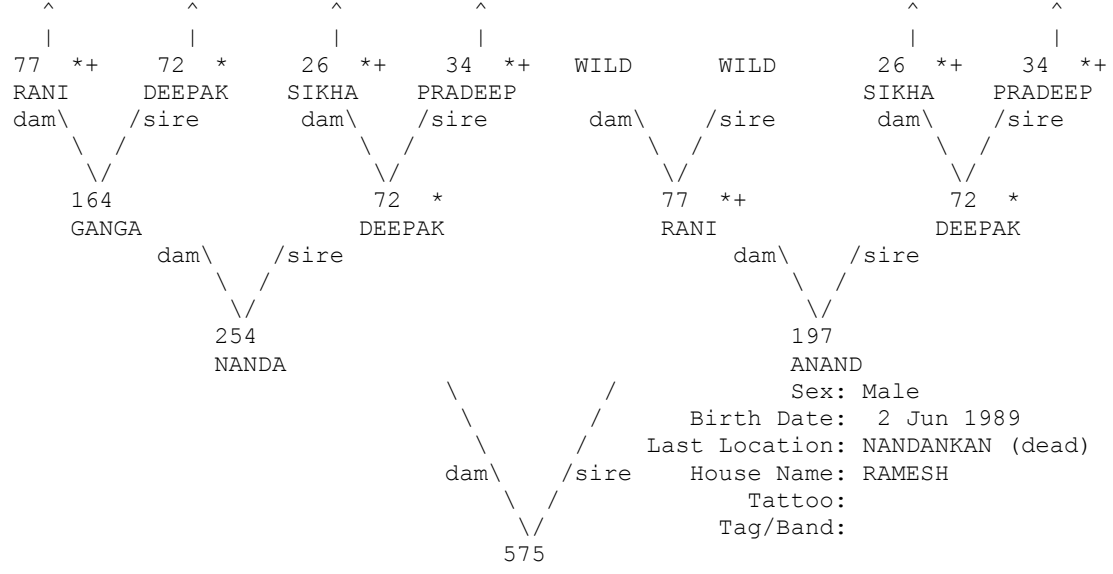 ^ ^ ^ ^ ^ ^
| | | | | |
77 *+ 72 * 26 *+ 34 *+ WILD WILD 26 *+ 34 *+
RANI DEEPAK SIKHA PRADEEP SIKHA PRADEEP
dam\ /sire dam\ /sire dam\ /sire dam\ /sire
\ / \ / \ / \ /
\/ \/ \/ \/
164 72 * 77 *+ 72 *
GANGA DEEPAK RANI DEEPAK
dam\ /sire dam\ /sire
\ / \ /
\/ \/
254 197
NANDA ANAND
\ / Sex: Male
\ / Birth Date: 2 Jun 1989
\ / Last Location: NANDANKAN (dead)
dam\ /sire House Name: RAMESH
\ / Tattoo:
\/ Tag/Band:
575